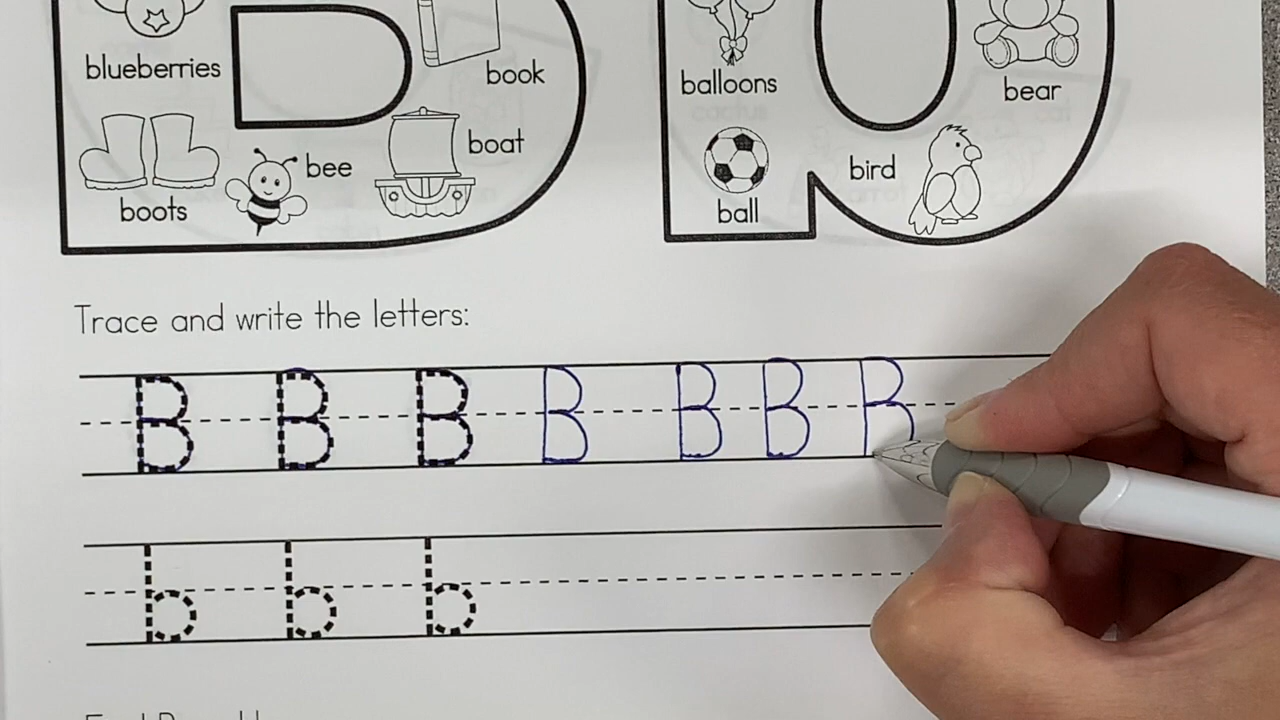 blueberries
book
boots
bee
boat
balloons
bear
ball
bird
Trace and write the letters:
B B B B B B B
b b b